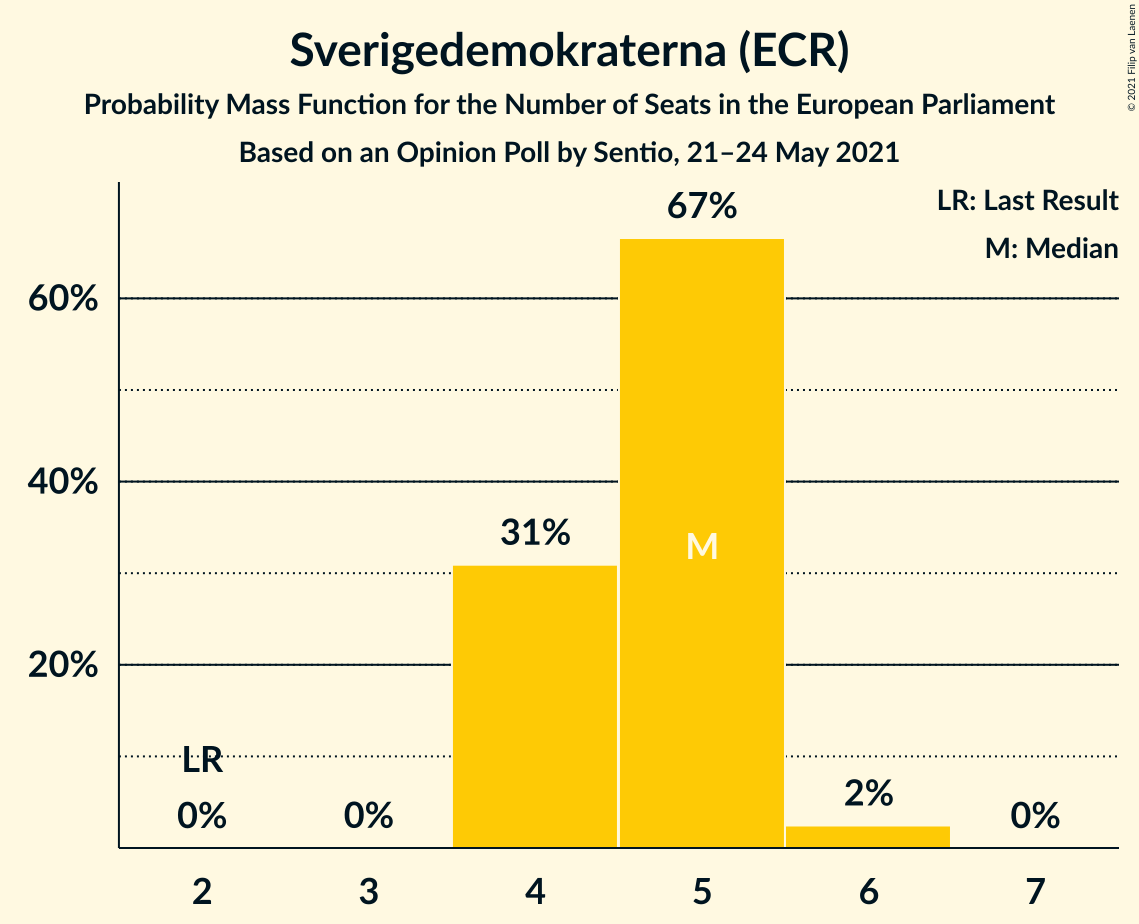 Sverigedemokraterna (ECR)
Probability Mass Function for the Number of Seats in the European Parliament
Based on an Opinion Poll by Sentio, 21–24 May 2021
© 2021 Filip van Laenen
LR: Last Result
M: Median
67%
60%
40%
31%
M
20%
LR
0%
0%
2%
0%
2 3 4 5 6 7